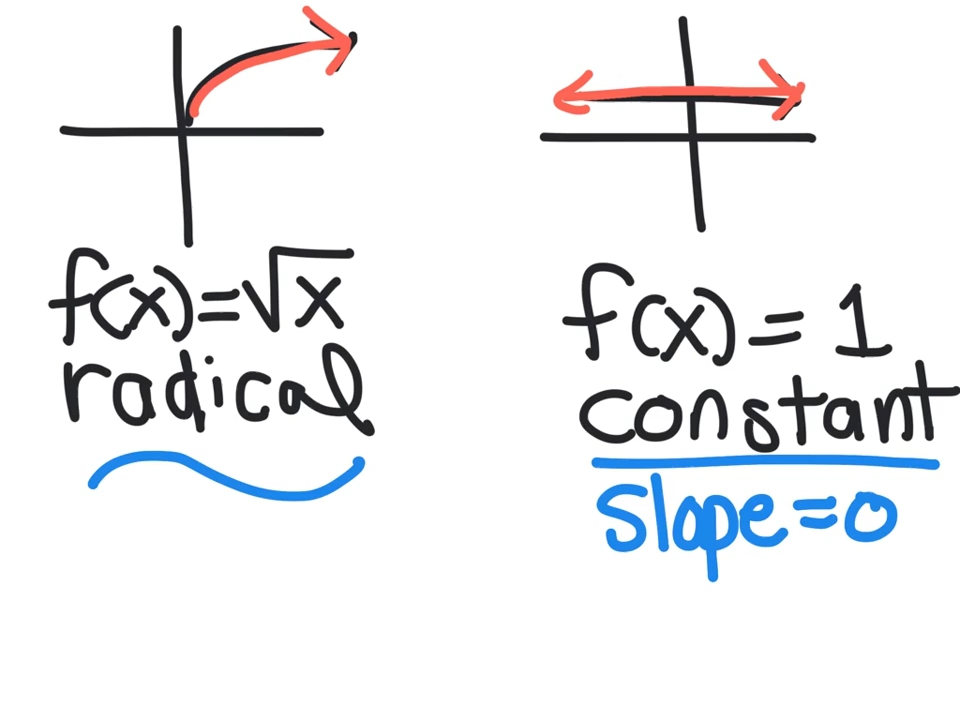 f(x)=√x
radical
f(x)=1
constant
slope=0